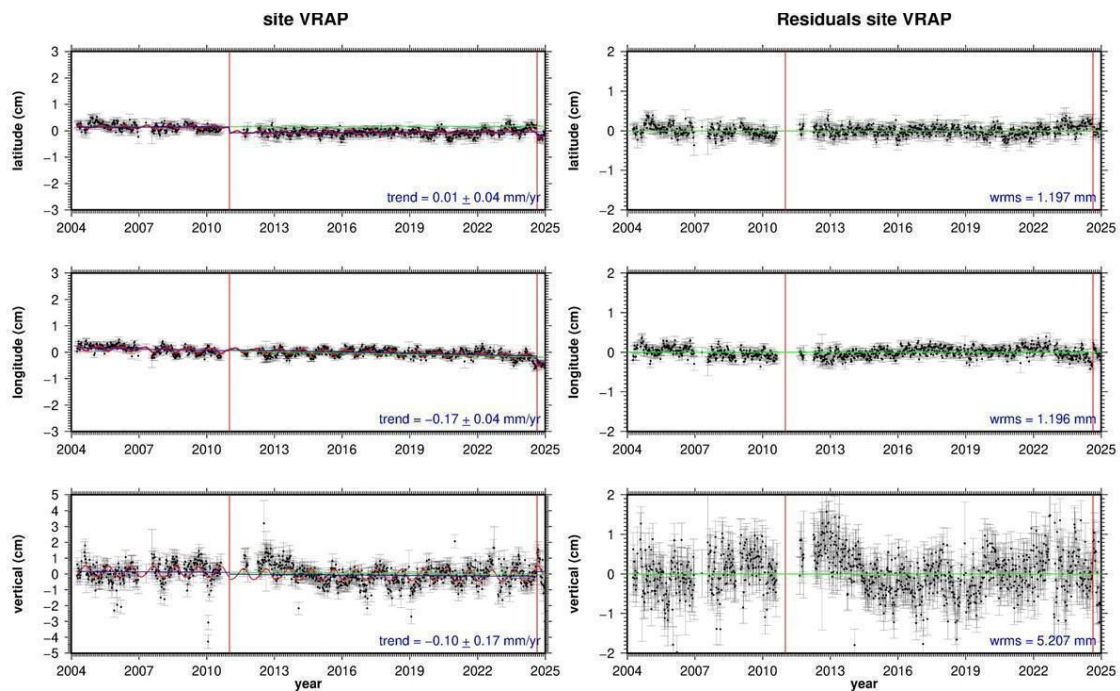 site VRAP
Residuals site VRAP
latitude (cm)
3
2
1
0
−1
−2
−3
trend = 0.01 ± 0.04 mm/yr
2004 2007 2010 2013 2016 2019 2022 2025
latitude (cm)
2
1
0
−1
−2
wrms = 1.197 mm
2004 2007 2010 2013 2016 2019 2022 2025
longitude (cm)
3
2
1
0
−1
−2
−3
trend = −0.17 ± 0.04 mm/yr
2004 2007 2010 2013 2016 2019 2022 2025
longitude (cm)
2
1
0
−1
−2
wrms = 1.196 mm
2004 2007 2010 2013 2016 2019 2022 2025
vertical (cm)
5
4
3
2
1
0
−1
−2
−3
−4
−5
trend = −0.10 ± 0.17 mm/yr
2004 2007 2010 2013 2016 2019 2022 2025
year
vertical (cm)
2
1
0
−1
−2
wrms = 5.207 mm
2004 2007 2010 2013 2016 2019 2022 2025
year